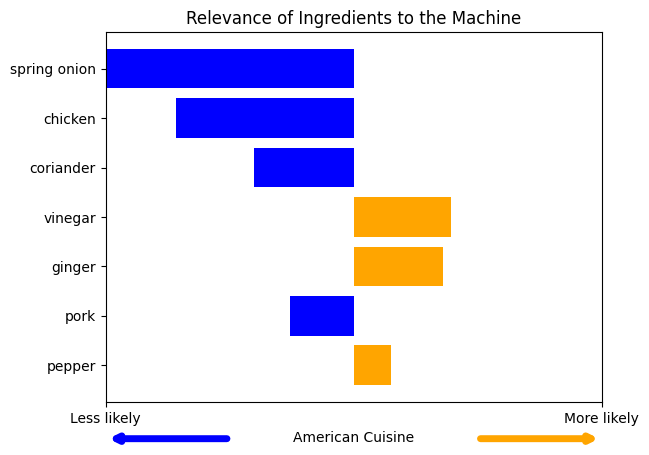 Relevance of Ingredients to the Machine
spring onion
chicken
coriander
vinegar
ginger
pork
pepper
Less likely More likely
American Cuisine